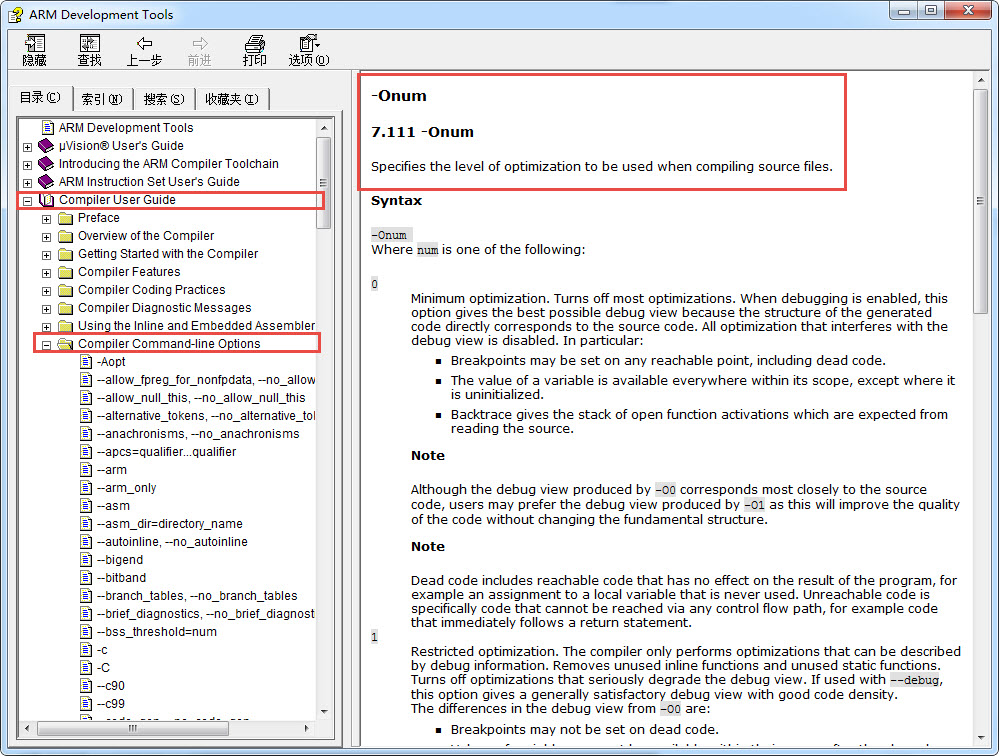 ARM Development Tools
隐藏
查找
上一步
前进
打印
选项(O)
目录(C)
索引(N)
搜索(S)
收藏夹(I)
ARM Development Tools
µVision® User's Guide
Introducing the ARM Compiler Toolchain
ARM Instruction Set User's Guide
Compiler User Guide
Preface
Overview of the Compiler
Getting Started with the Compiler
Compiler Features
Compiler Coding Practices
Compiler Diagnostic Messages
Using the Inline and Embedded Assembler
Compiler Command-line Options
-Aopt
--allow_fpreg_for_nonfpdata, --no_allow
--allow_null_this, --no_allow_null_this
--alternative_tokens, --no_alternative_tol
--anachronisms, --no_anachronisms
--apcs=qualifier...qualifier
--arm
--arm_only
--asm
--asm_dir=directory_name
--autoinline, --no_autoinline
--bigend
--bitband
--branch_tables, --no_branch_tables
--brief_diagnostics, --no_brief_diagnost
--bss_threshold=num
-c
-C
--c90
--c99
-Onum
7.111 -Onum
Specifies the level of optimization to be used when compiling source files.
Syntax
-Onum
Where num is one of the following:
0
Minimum optimization. Turns off most optimizations. When debugging is enabled, this
option gives the best possible debug view because the structure of the generated
code directly corresponds to the source code. All optimization that interferes with the
debug view is disabled. In particular:
Breakpoints may be set on any reachable point, including dead code.
The value of a variable is available everywhere within its scope, except where it
is uninitialized.
Backtrace gives the stack of open function activations which are expected from
reading the source.
Note
Although the debug view produced by -O0 corresponds most closely to the source
code, users may prefer the debug view produced by -O1 as this will improve the quality
of the code without changing the fundamental structure.
Note
Dead code includes reachable code that has no effect on the result of the program, for
example an assignment to a local variable that is never used. Unreachable code is
specifically code that cannot be reached via any control flow path, for example code
that immediately follows a return statement.
1
Restricted optimization. The compiler only performs optimizations that can be described
by debug information. Removes unused inline functions and unused static functions.
Turns off optimizations that seriously degrade the debug view. If used with --debug,
this option gives a generally satisfactory debug view with good code density.
The differences in the debug view from -O0 are:
Breakpoints may not be set on dead code.